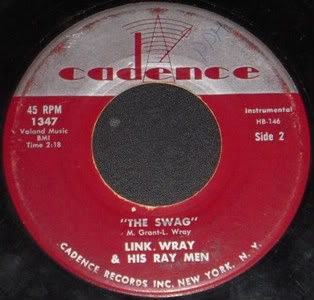 cadence
45 RPM
1347
Valand Music
BMI
Time 2:18
Instrumental
HB-146
Side 2
"THE SWAG"
M. Grant-L. Wray
LINK WRAY
& HIS RAY MEN
CADENCE RECORDS INC. NEW YORK, N. Y.